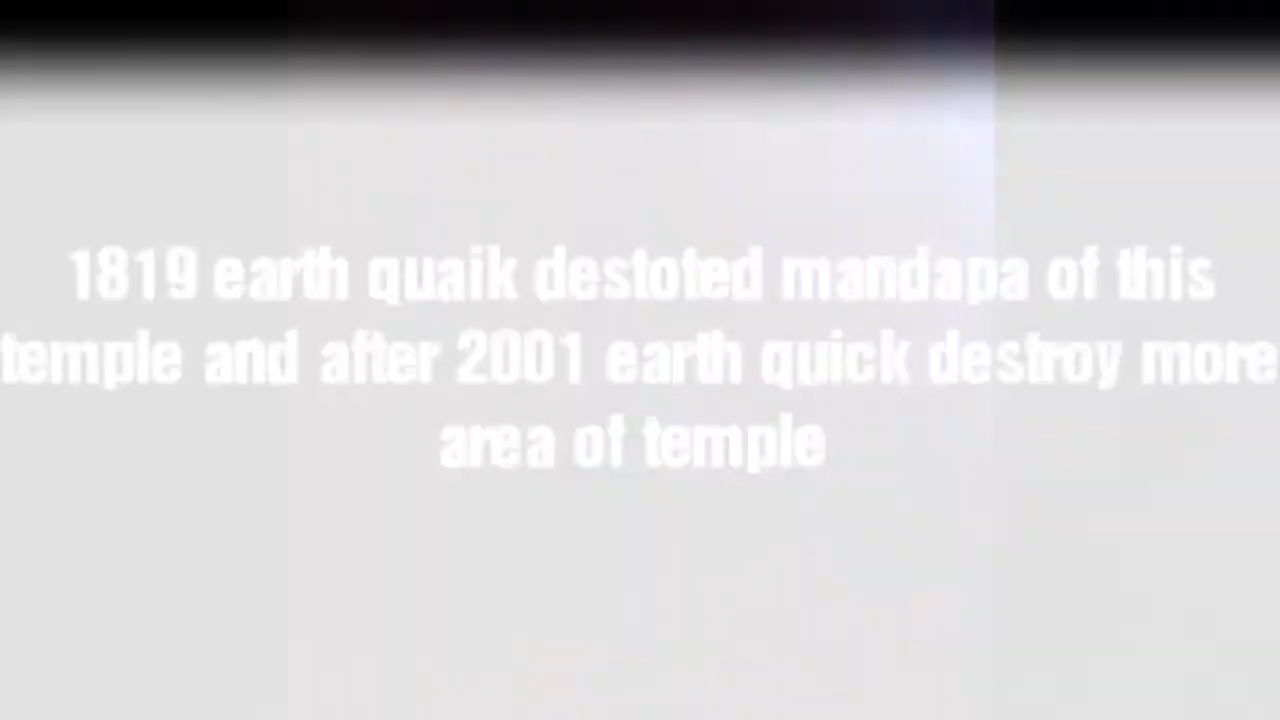 1819 earth quaik destoted mandapa of this
temple and after 2001 earth quick destroy more
area of temple